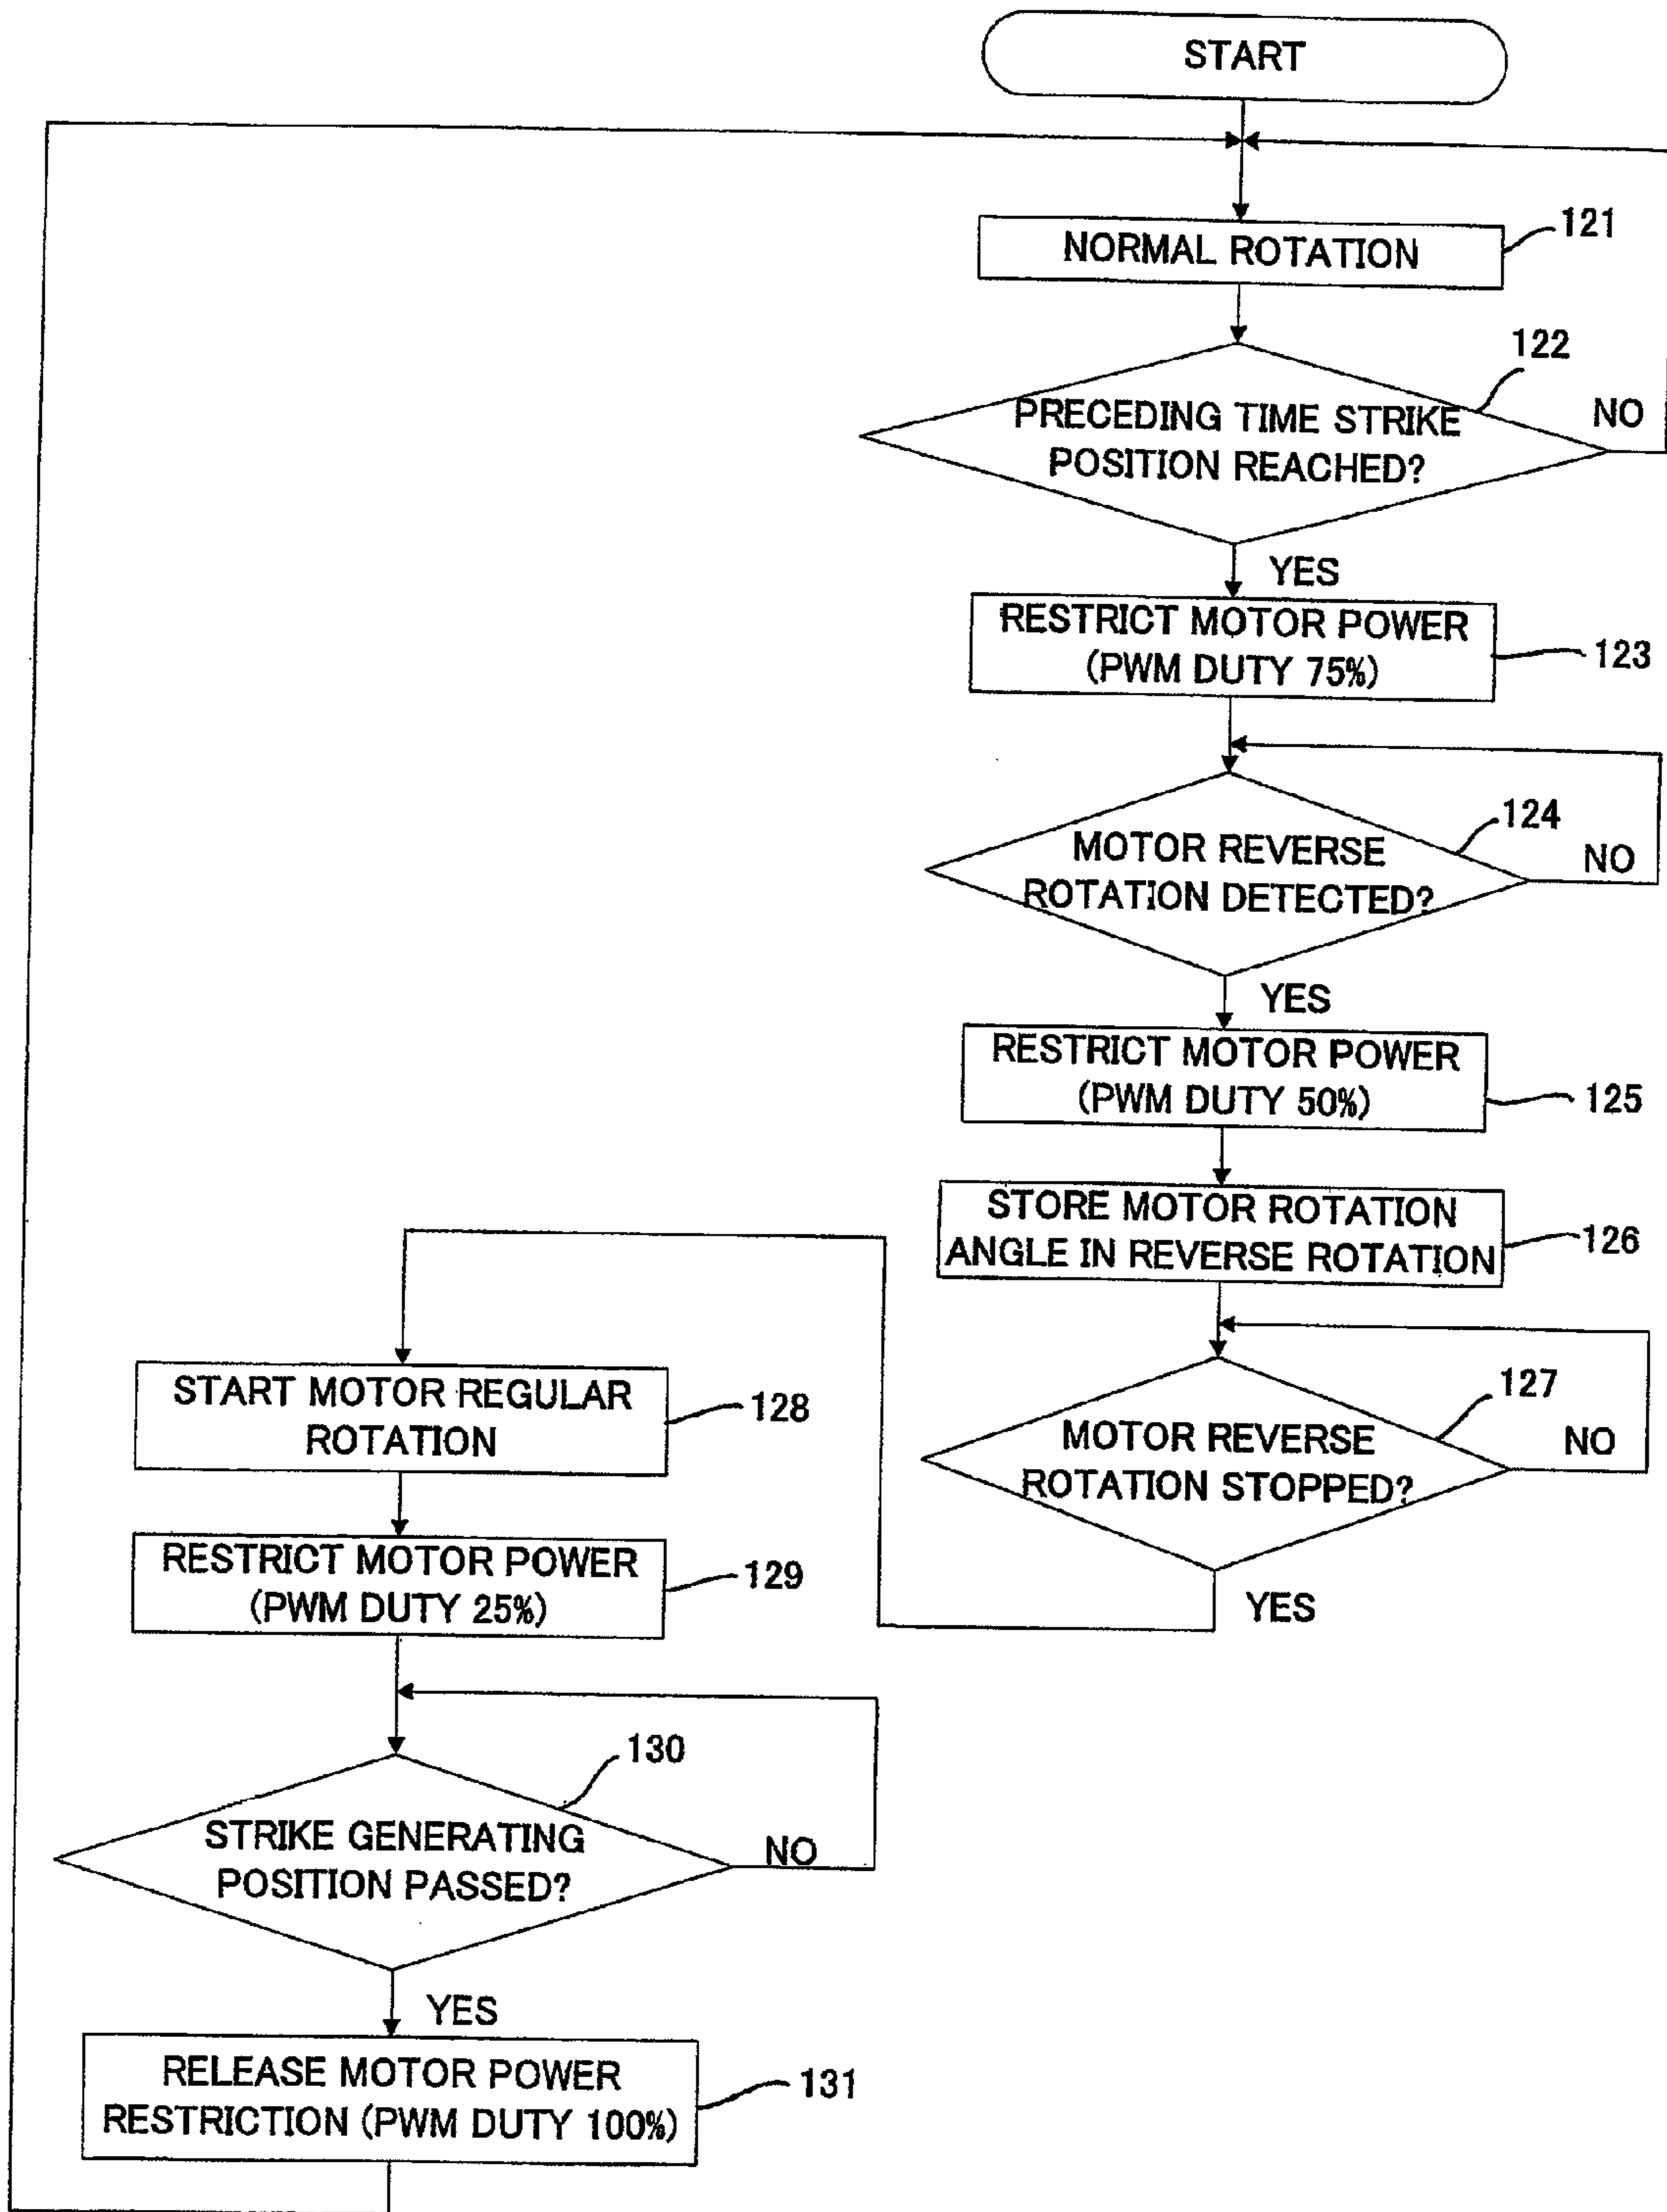 START
NORMAL ROTATION
121
122
PRECEDING TIME STRIKE
POSITION REACHED?
NO
YES
RESTRICT MOTOR POWER
(PWM DUTY 75%)
123
124
MOTOR REVERSE
ROTATION DETECTED?
NO
YES
RESTRICT MOTOR POWER
(PWM DUTY 50%)
125
STORE MOTOR ROTATION
ANGLE IN REVERSE ROTATION
126
127
MOTOR REVERSE
ROTATION STOPPED?
NO
YES
START MOTOR REGULAR
ROTATION
128
RESTRICT MOTOR POWER
(PWM DUTY 25%)
129
130
STRIKE GENERATING
POSITION PASSED?
NO
YES
RELEASE MOTOR POWER
RESTRICTION (PWM DUTY 100%)
131